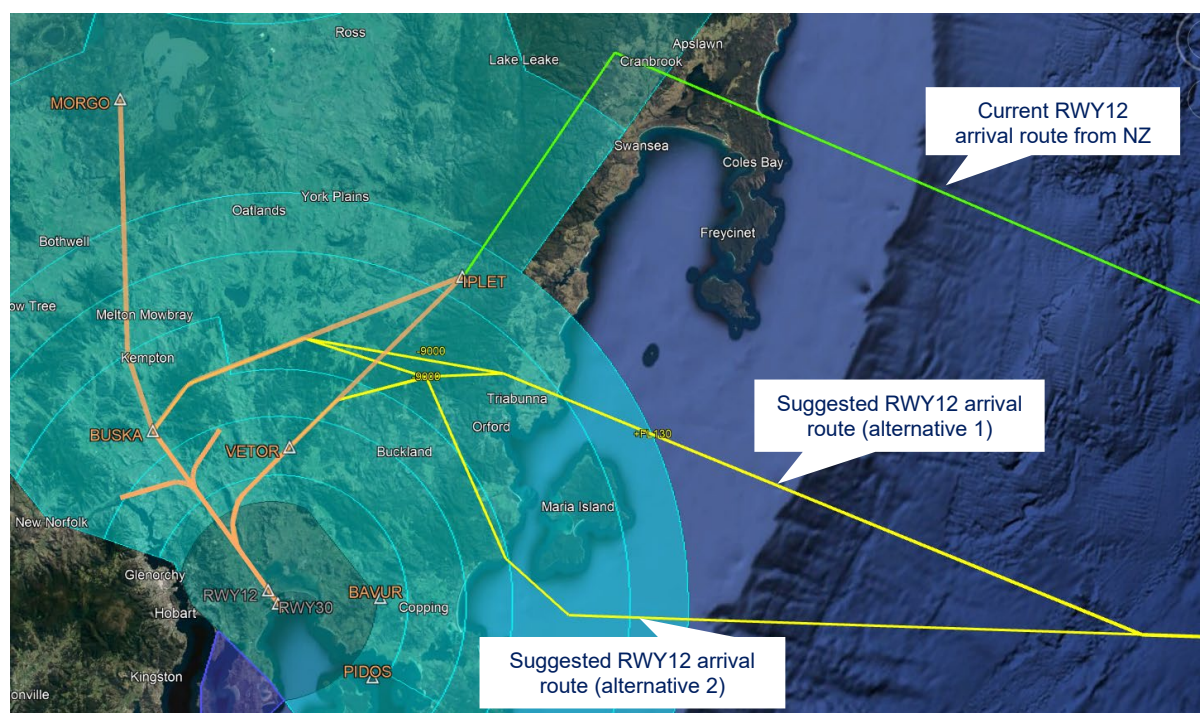 Ross
Apslawn
Lake Leake
Cranbrook
MORGO
Current RWY12
arrival route from NZ
Swansea
Coles Bay
York Plains
Oatlands
Freycinet
Bothwell
IPLET
ow Tree
Melton Mowbray
-9000
Kempton
-9000
Triabunna
Suggested RWY12 arrival
route (alternative 1)
Orford
+FL130
BUSKA
VETOR
Buckland
Maria Island
New Norfolk
Glenorchy
RWY12
BAVUR
RWY30
Copping
Hobart
Suggested RWY12 arrival
route (alternative 2)
PIDOS
Kingston
onville